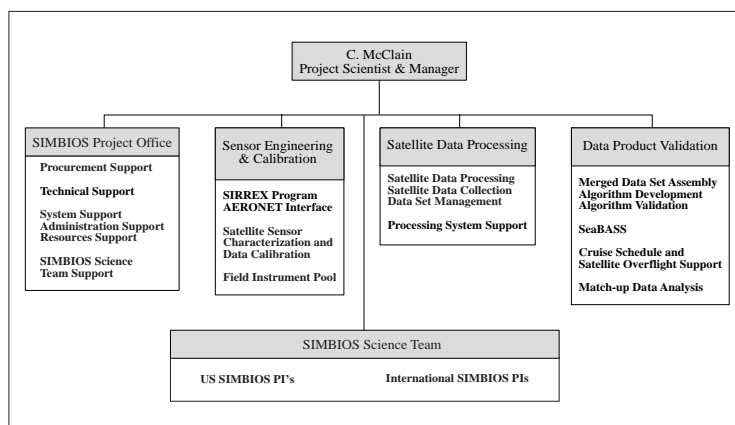 C. McClain
Project Scientist & Manager
SIMBIOS Project Office
Procurement Support
Technical Support
System Support
Administration Support
Resources Support
SIMBIOS Science
Team Support
Sensor Engineering
& Calibration
SIRREX Program
AERONET Interface
Satellite Sensor
Characterization and
Data Calibration
Field Instrument Pool
Satellite Data Processing
Satellite Data Processing
Satellite Data Collection
Data Set Management
Processing System Support
Data Product Validation
Merged Data Set Assembly
Algorithm Development
Algorithm Validation
SeaBASS
Cruise Schedule and
Satellite Overflight Support
Match-up Data Analysis
SIMBIOS Science Team
US SIMBIOS PI's
International SIMBIOS PIs